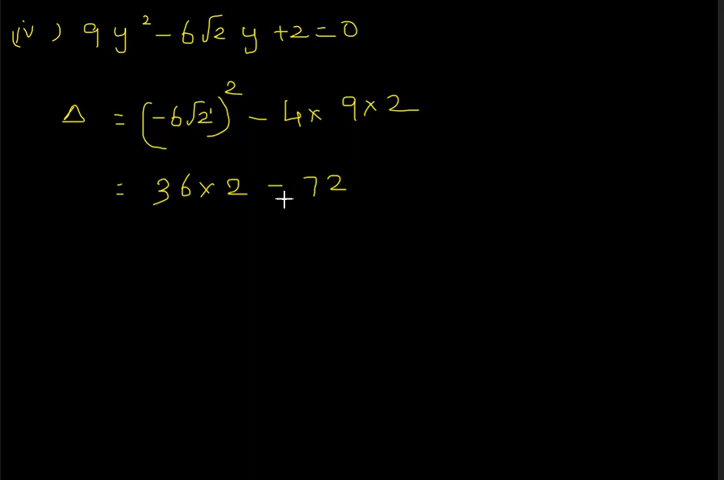 (iv) 9y² - 6√2 y + 2 = 0
Δ = (-6√2)² - 4 × 9 × 2
= 36 × 2 - 72